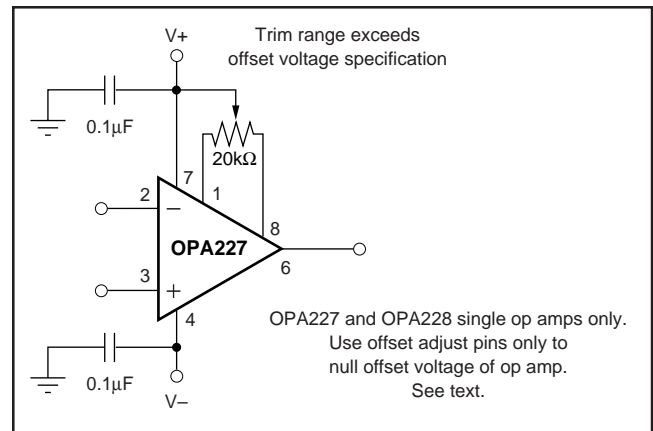 V+
Trim range exceeds
offset voltage specification
0.1µF
20kΩ
7
1
2
–
8
OPA227
6
3
+
4
OPA227 and OPA228 single op amps only.
Use offset adjust pins only to
null offset voltage of op amp.
See text.
0.1µF
V–